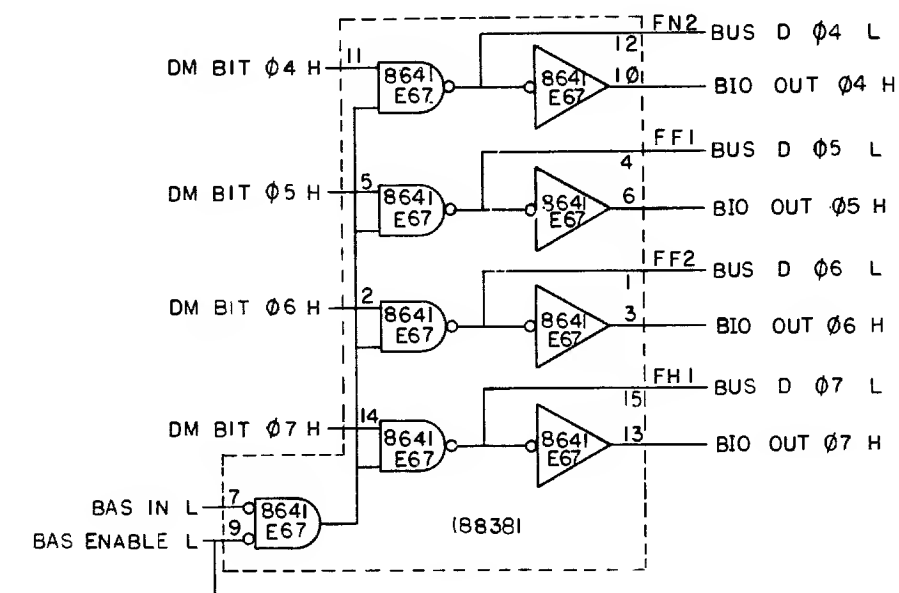 FN2 BUS D Ø4 L
DM BIT Ø4 H 11 8641 E67 8641 E67 12
10 BIO OUT Ø4 H
FF1 BUS D Ø5 L
DM BIT Ø5 H 5 8641 E67 8641 E67 4
6 BIO OUT Ø5 H
FF2 BUS D Ø6 L
DM BIT Ø6 H 2 8641 E67 8641 E67 1
3 BIO OUT Ø6 H
FH1 BUS D Ø7 L
DM BIT Ø7 H 14 8641 E67 8641 E67 15
13 BIO OUT Ø7 H
BAS IN L 7 8641 E67
BAS ENABLE L 9
(88381